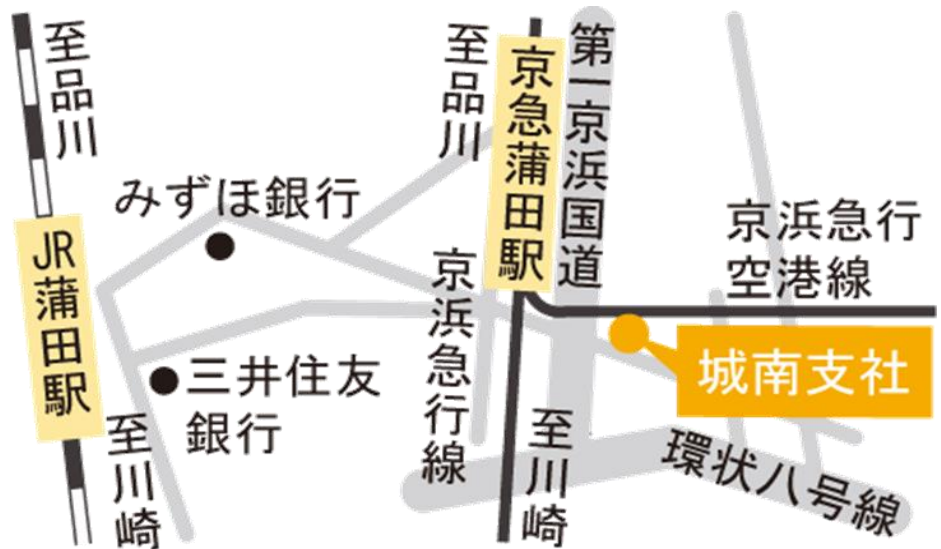 至品川
至品川
京急蒲田駅
第一京浜国道
みずほ銀行
京浜急行
空港線
JR蒲田駅
京浜急行線
城南支社
三井住友
銀行
至川崎
至川崎
環状八号線